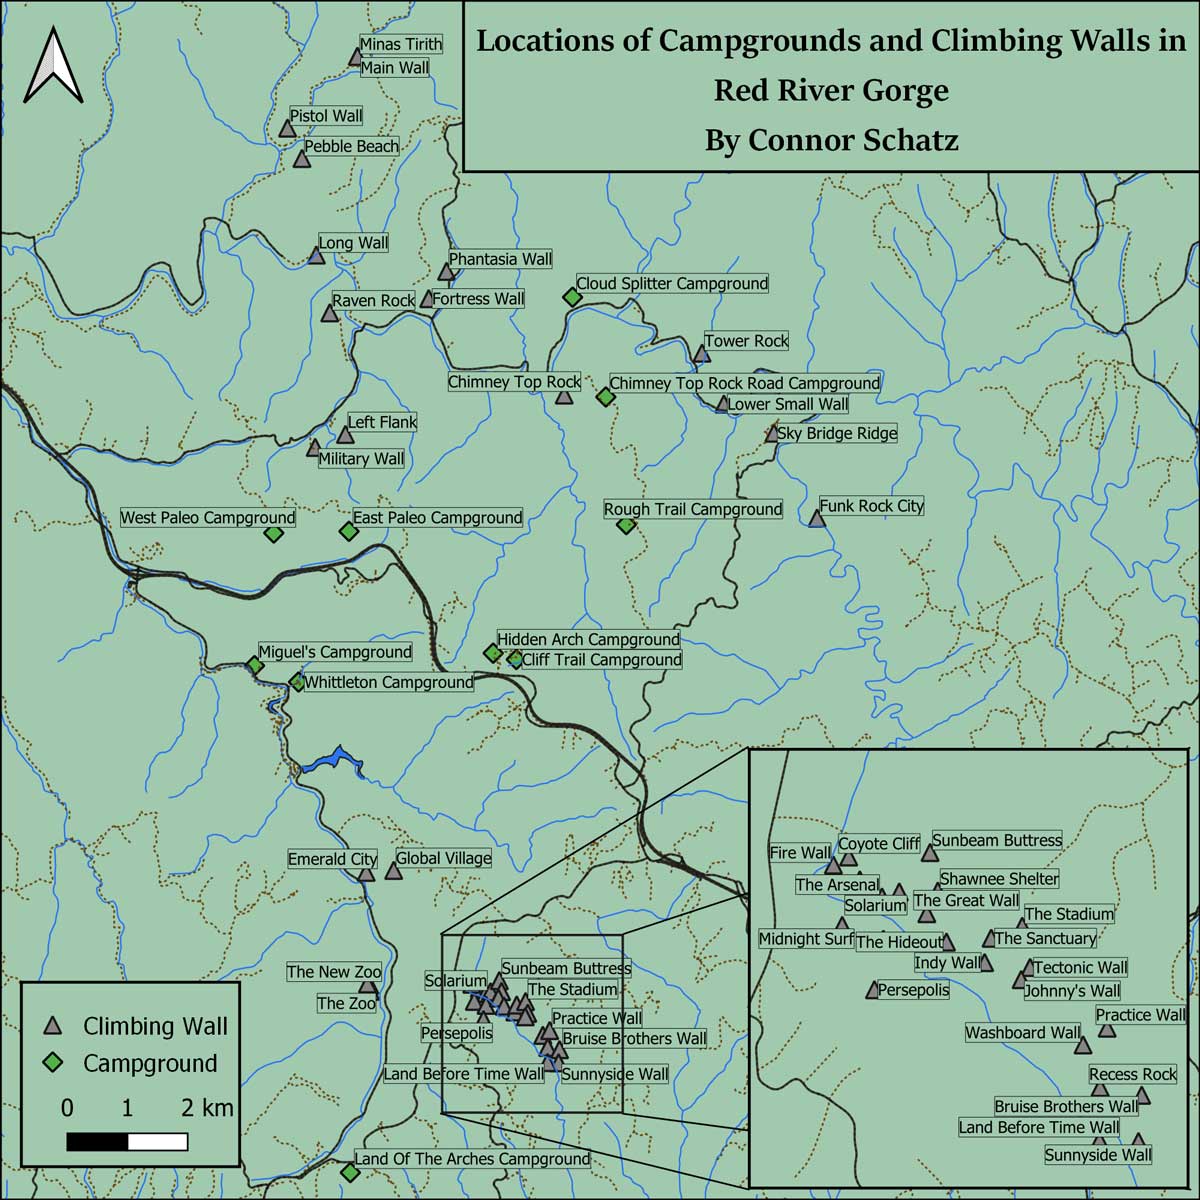 Locations of Campgrounds and Climbing Walls in
Red River Gorge
By Connor Schatz
Minas Tirith
Main Wall
Pistol Wall
Pebble Beach
Long Wall
Phantasia Wall
Cloud Splitter Campground
Raven Rock
Fortress Wall
Tower Rock
Chimney Top Rock
Chimney Top Rock Road Campground
Lower Small Wall
Left Flank
Sky Bridge Ridge
Military Wall
Rough Trail Campground
Funk Rock City
West Paleo Campground
East Paleo Campground
Hidden Arch Campground
Miguel's Campground
Cliff Trail Campground
Whittleton Campground
Emerald City
Global Village
The New Zoo
The Zoo
Sunbeam Buttress
Solarium
The Stadium
Practice Wall
Persepolis
Bruise Brothers Wall
Land Before Time Wall
Sunnyside Wall
Land Of The Arches Campground
Climbing Wall
Campground
0 1 2 km
Coyote Cliff
Sunbeam Buttress
Fire Wall
The Arsenal
Shawnee Shelter
Solarium
The Great Wall
The Stadium
Midnight Surf
The Hideout
The Sanctuary
Indy Wall
Tectonic Wall
Persepolis
Johnny's Wall
Practice Wall
Washboard Wall
Recess Rock
Bruise Brothers Wall
Land Before Time Wall
Sunnyside Wall